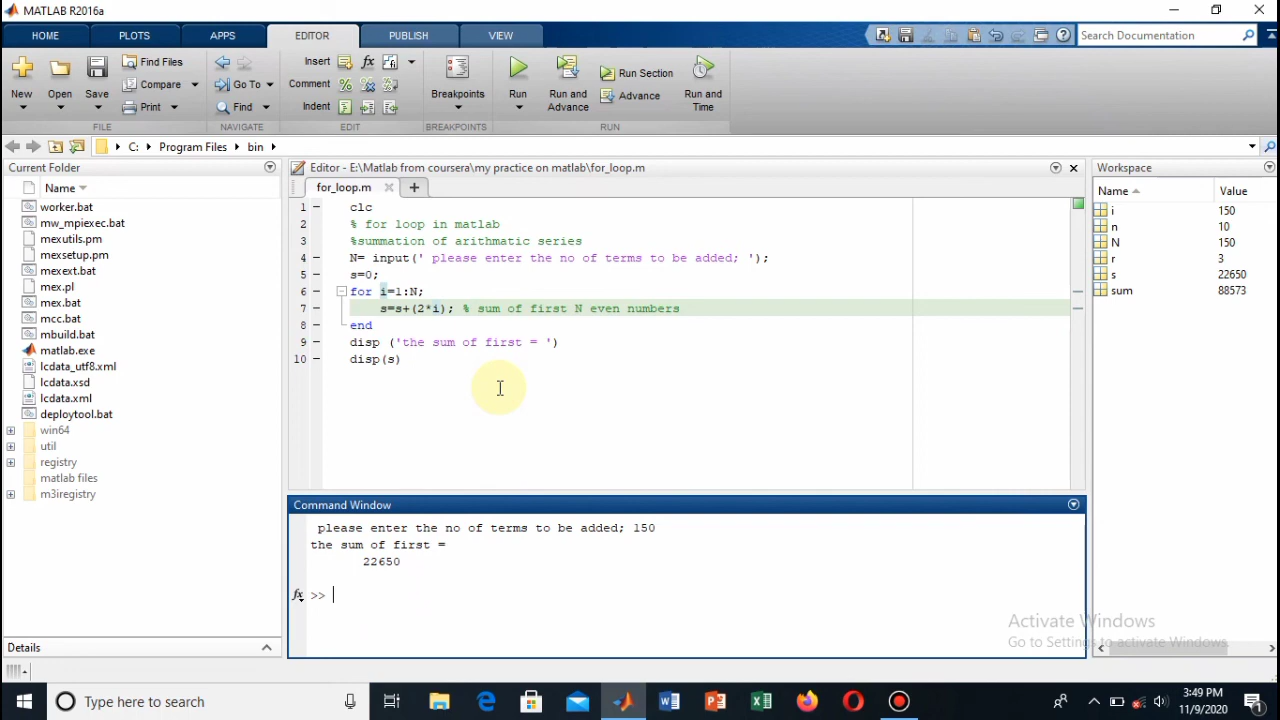 MATLAB R2016a
HOME PLOTS APPS EDITOR PUBLISH VIEW Search Documentation
New Open Save Find Files Compare Print Go To Find Insert fx Comment Indent Breakpoints Run Run and Advance Run Section Advance Run and Time
FILE NAVIGATE EDIT BREAKPOINTS RUN
C: Program Files bin
Current Folder
Name
worker.bat
mw_mpiexec.bat
mexutils.pm
mexsetup.pm
mexext.bat
mex.pl
mex.bat
mcc.bat
mbuild.bat
matlab.exe
lcdata_utf8.xml
lcdata.xsd
lcdata.xml
deploytool.bat
win64
util
registry
matlab files
m3iregistry
Details
Editor - E:\Matlab from coursera\my practice on matlab\for_loop.m
for_loop.m
1 clc
2 % for loop in matlab
3 %summation of arithmatic series
4 N= input(' please enter the no of terms to be added; ');
5 s=0;
6 for i=1:N;
7 s=s+(2*i); % sum of first N even numbers
8 end
9 disp ('the sum of first = ')
10 disp(s)
Command Window
please enter the no of terms to be added; 150
the sum of first =
22650
fx >>
Workspace
Name Value
i 150
n 10
N 150
r 3
s 22650
sum 88573
Activate Windows
Go to Settings to activate Windows.
Type here to search
3:49 PM
11/9/2020
1